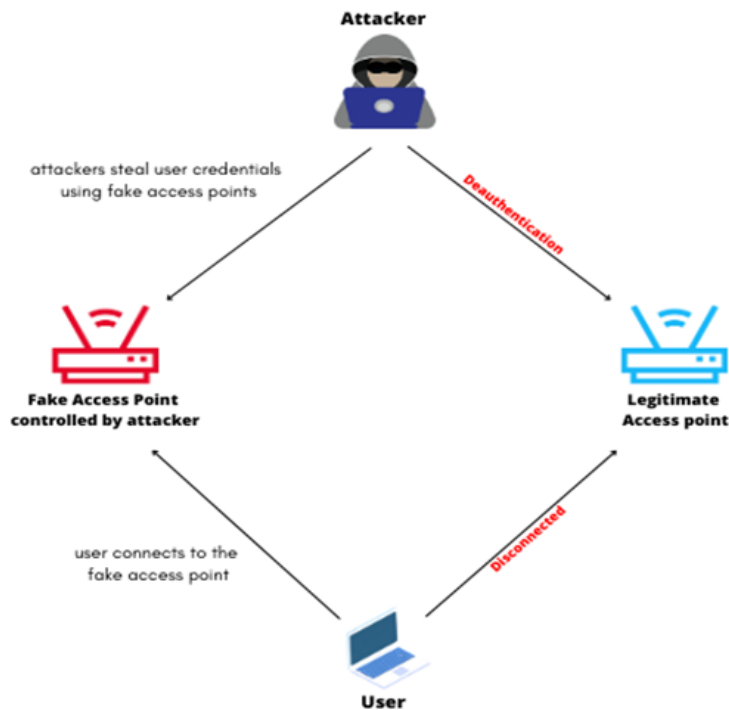 Attacker
attackers steal user credentials
using fake access points
Deauthentication
Fake Access Point
controlled by attacker
Legitimate
Access point
user connects to the
fake access point
Disconnected
User